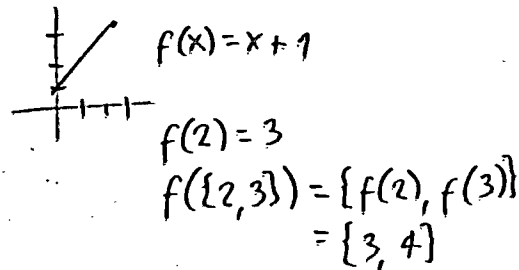 f(x) = x + 1
f(2) = 3
f({2,3}) = {f(2), f(3)}
= {3, 4}